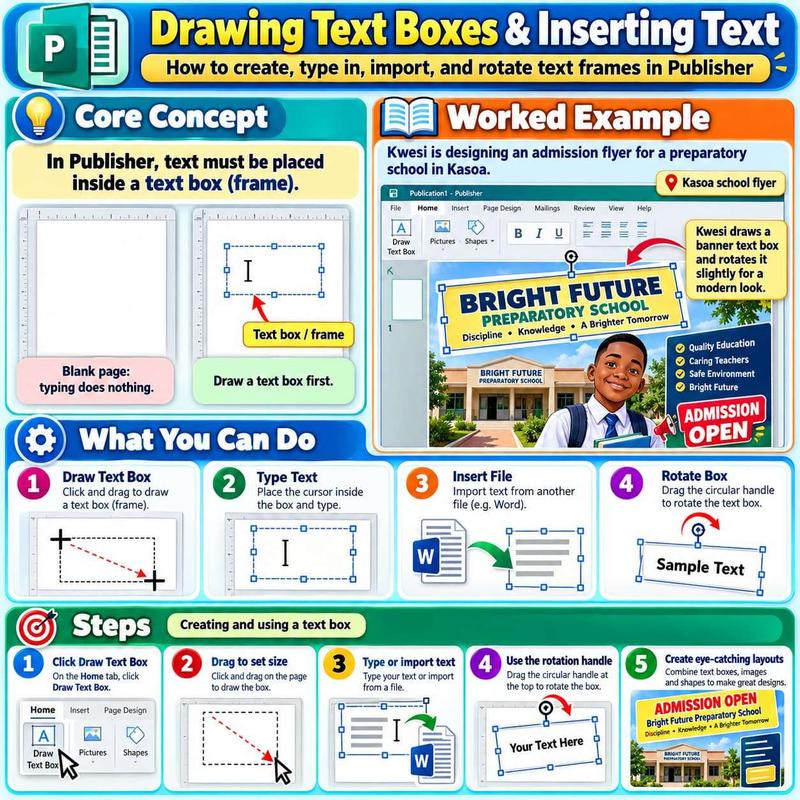 P
Drawing Text Boxes & Inserting Text
How to create, type in, import, and rotate text frames in Publisher
Core Concept
In Publisher, text must be placed
inside a text box (frame).
Text box / frame
Blank page:
typing does nothing.
Draw a text box first.
Worked Example
Kwesi is designing an admission flyer for a preparatory
school in Kasoa.
Kasoa school flyer
Publication1 - Publisher
File Home Insert Page Design Mailings Review View Help
A
Draw
Text Box
Pictures
Shapes
B I U
Kwesi draws a
banner text box
and rotates it
slightly for a
modern look.
1
BRIGHT FUTURE
PREPARATORY SCHOOL
Discipline • Knowledge • A Brighter Tomorrow
BRIGHT FUTURE
PREPARATORY SCHOOL
Quality Education
Caring Teachers
Safe Environment
Bright Future
ADMISSION
OPEN
What You Can Do
1 Draw Text Box
Click and drag to draw
a text box (frame).
2 Type Text
Place the cursor inside
the box and type.
3 Insert File
Import text from another
file (e.g. Word).
W
4 Rotate Box
Drag the circular handle
to rotate the text box.
Sample Text
Steps
Creating and using a text box
1 Click Draw Text Box
On the Home tab, click
Draw Text Box.
Home Insert Page Design
A
Draw
Text Box
Pictures
Shapes
2 Drag to set size
Click and drag on the page
to draw the box.
3 Type or import text
Type your text or import
from a file.
W
4 Use the rotation handle
Drag the circular handle at
the top to rotate the box.
Your Text Here
5 Create eye-catching layouts
Combine text boxes, images
and shapes to make great designs.
ADMISSION OPEN
Bright Future Preparatory School
Discipline • Knowledge • A Brighter Tomorrow
BRIGHT FUTURE
PREPARATORY SCHOOL